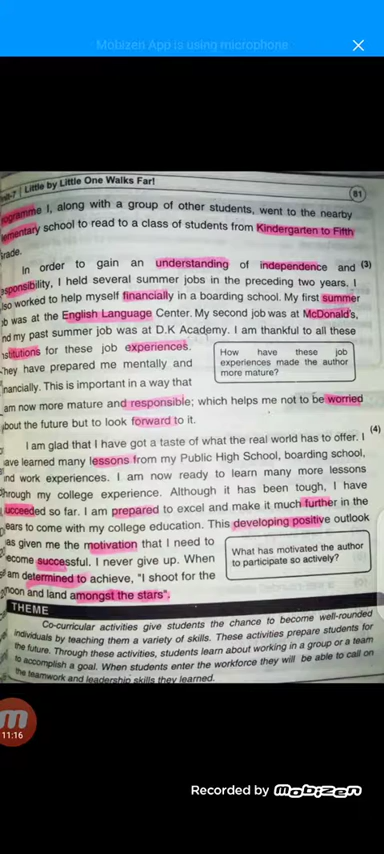 Mobizen App is using microphone
Unit-7 | Little by Little One Walks Far!
81
programme I, along with a group of other students, went to the nearby
elementary school to read to a class of students from Kindergarten to Fifth
Grade.
In order to gain an understanding of independence and (3)
responsibility, I held several summer jobs in the preceding two years. I
also worked to help myself financially in a boarding school. My first summer
job was at the English Language Center. My second job was at McDonald's,
and my past summer job was at D.K Academy. I am thankful to all these
institutions for these job experiences.
They have prepared me mentally and
financially. This is important in a way that
How have these job
experiences made the author
more mature?
I am now more mature and responsible; which helps me not to be worried
about the future but to look forward to it.
(4)
I am glad that I have got a taste of what the real world has to offer. I
have learned many lessons from my Public High School, boarding school,
and work experiences. I am now ready to learn many more lessons
through my college experience. Although it has been tough, I have
succeeded so far. I am prepared to excel and make it much further in the
years to come with my college education. This developing positive outlook
has given me the motivation that I need to
become successful. I never give up. When
I am determined to achieve, "I shoot for the
moon and land amongst the stars".
What has motivated the author
to participate so actively?
THEME
Co-curricular activities give students the chance to become well-rounded
individuals by teaching them a variety of skills. These activities prepare students for
the future. Through these activities, students learn about working in a group or a team
to accomplish a goal. When students enter the workforce they will be able to call on
the teamwork and leadership skills they learned.
11:16
Recorded by Mobizen